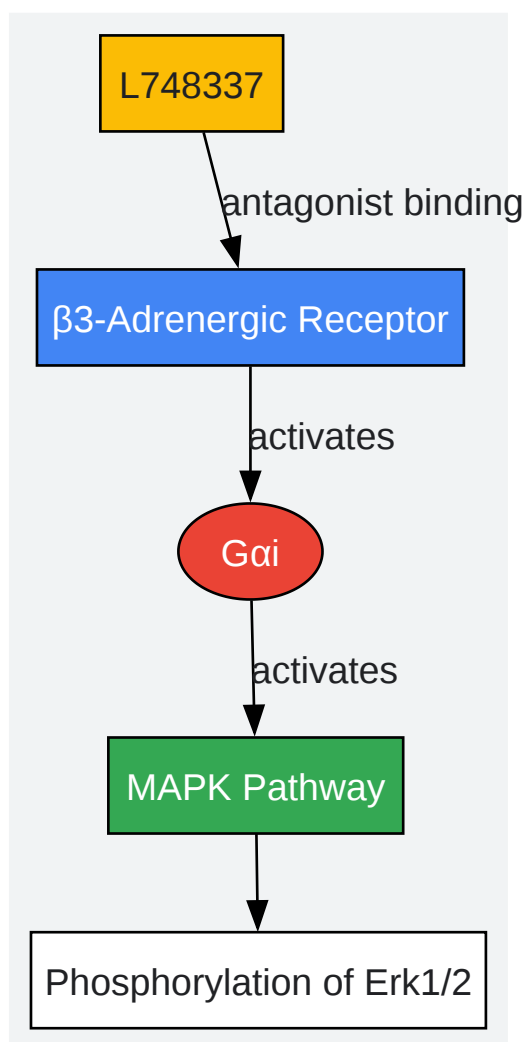 L748337
antagonist binding
β3-Adrenergic Receptor
activates
Gαi
activates
MAPK Pathway
Phosphorylation of Erk1/2